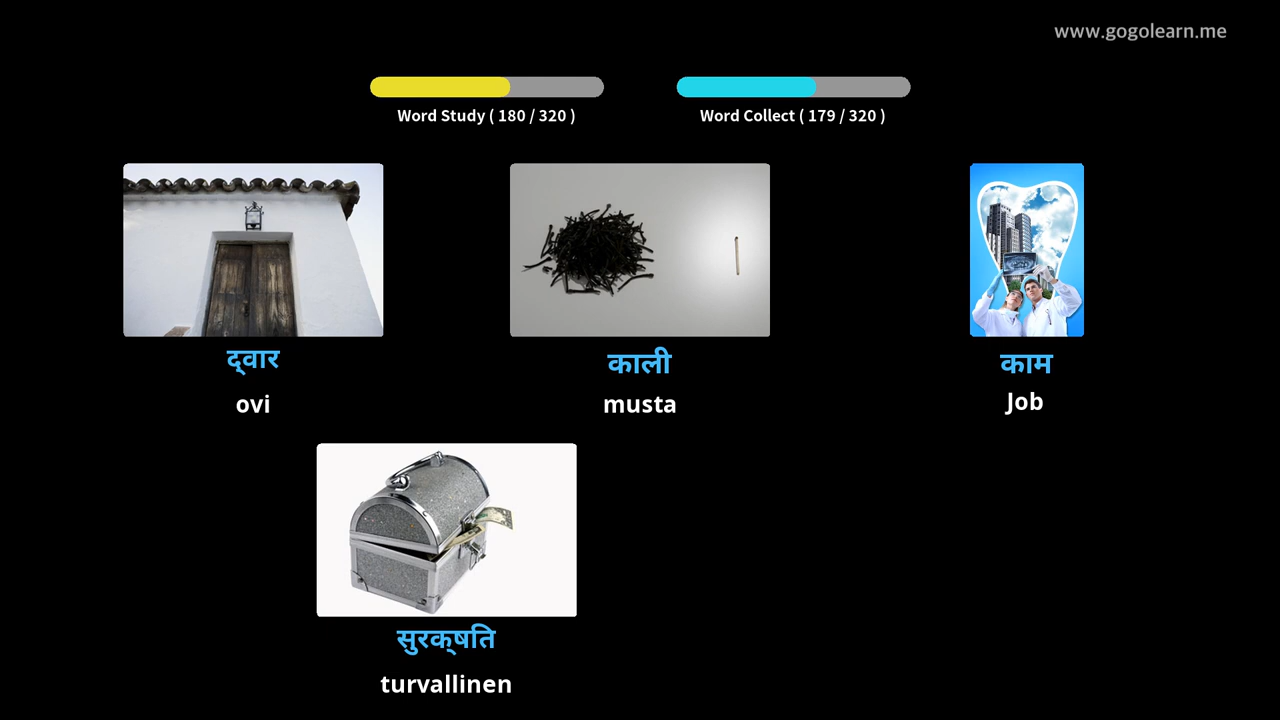 www.gogolearn.me
Word Study ( 180 / 320 )
Word Collect ( 179 / 320 )
द्‌वार
काली
काम
ovi
musta
Job
सुरक्‌षति
turvallinen